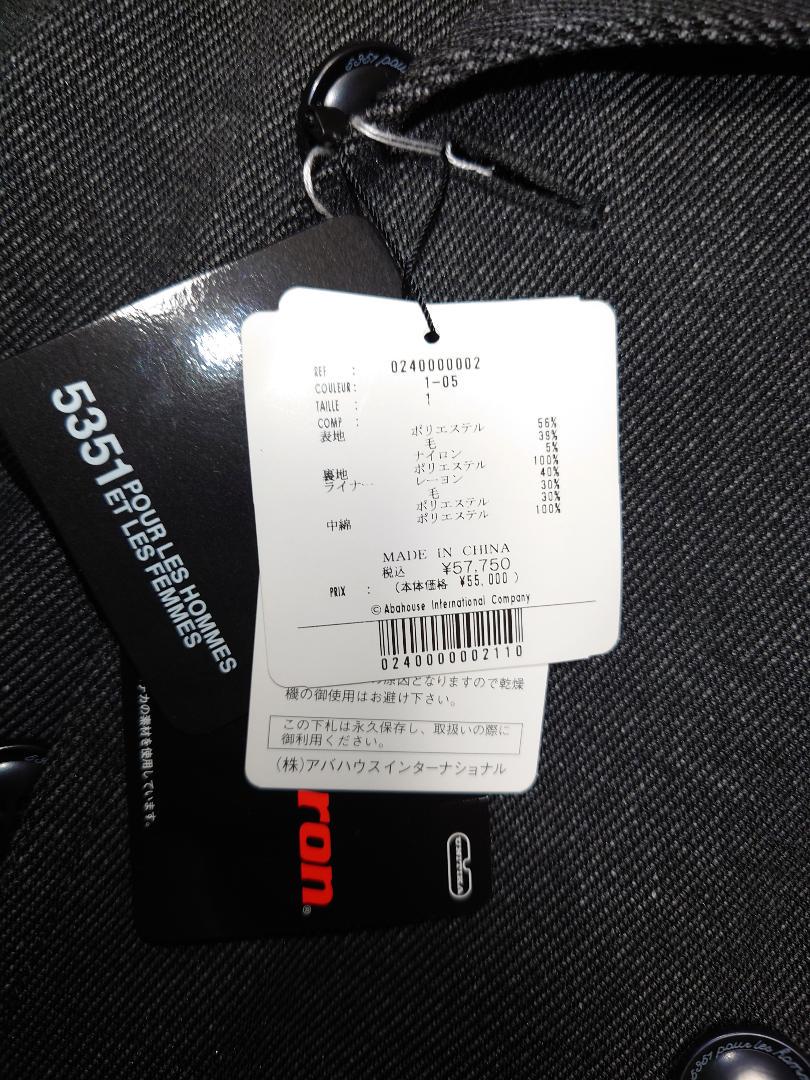 5351 pour
REF : 0240000002
COULEUR: 1-05
TAILLE : 1
COMP :
表地 ポリエステル 56%
毛 39%
ナイロン 5%
裏地 ポリエステル 100%
ライナー レーヨン 40%
毛 30%
ポリエステル 30%
中綿 ポリエステル 100%
MADE IN CHINA
税込 ¥57,750
PRIX : (本体価格 ¥55,000)
©Abahouse International Company
0240000002110
5351 POUR LES HOMMES
ET LES FEMMES
原因となりますので乾燥
機の御使用はお避け下さい。
この下札は永久保存し、取扱いの際に
御利用ください。
(株)アバハウスインターナショナル
カの素材を使用しています。
ron®
UNITIKA
5351 pour les Hom